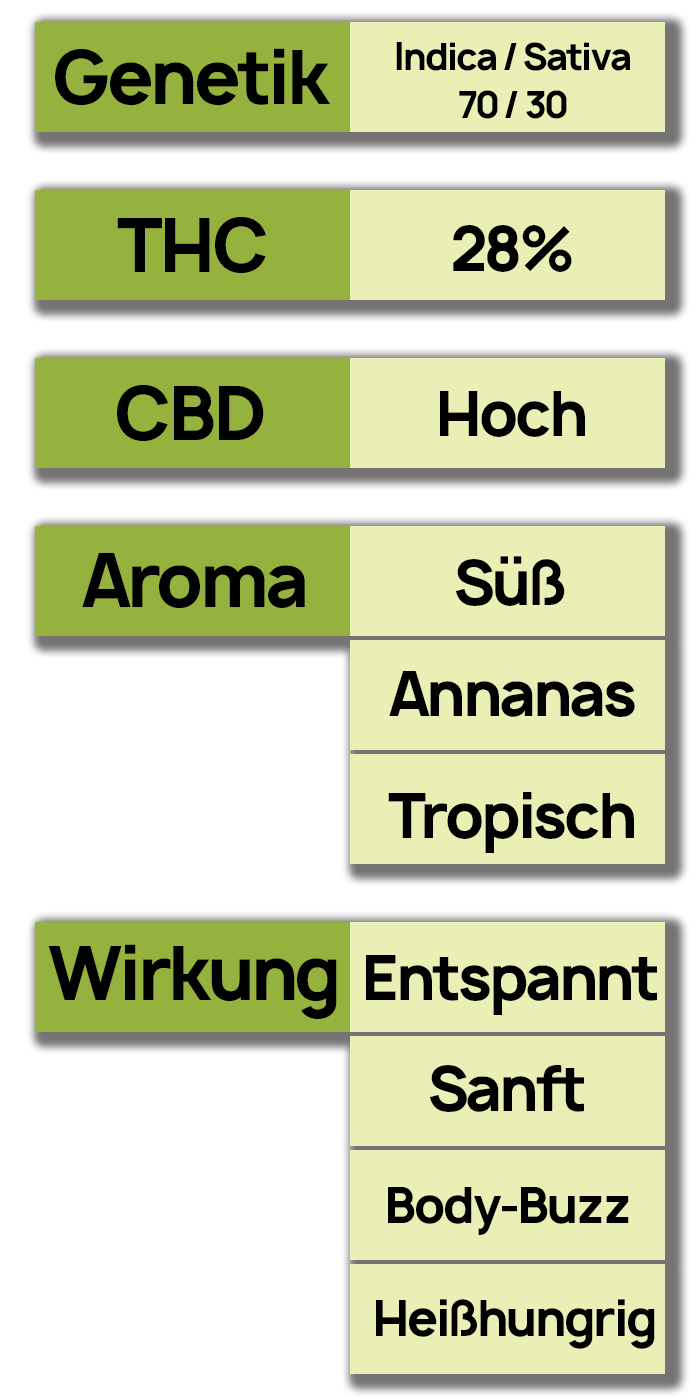 Genetik
Indica / Sativa
70 / 30
THC
28%
CBD
Hoch
Aroma
Süß
Annanas
Tropisch
Wirkung
Entspannt
Sanft
Body-Buzz
Heißhungrig